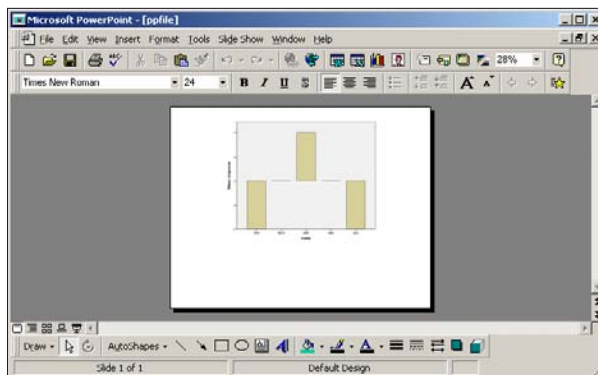 Microsoft PowerPoint - [ppfile]
File Edit View Insert Format Tools Slide Show Window Help
28%
Times New Roman 24 B I U S A A
Draw AutoShapes A A
Slide 1 of 1 Default Design